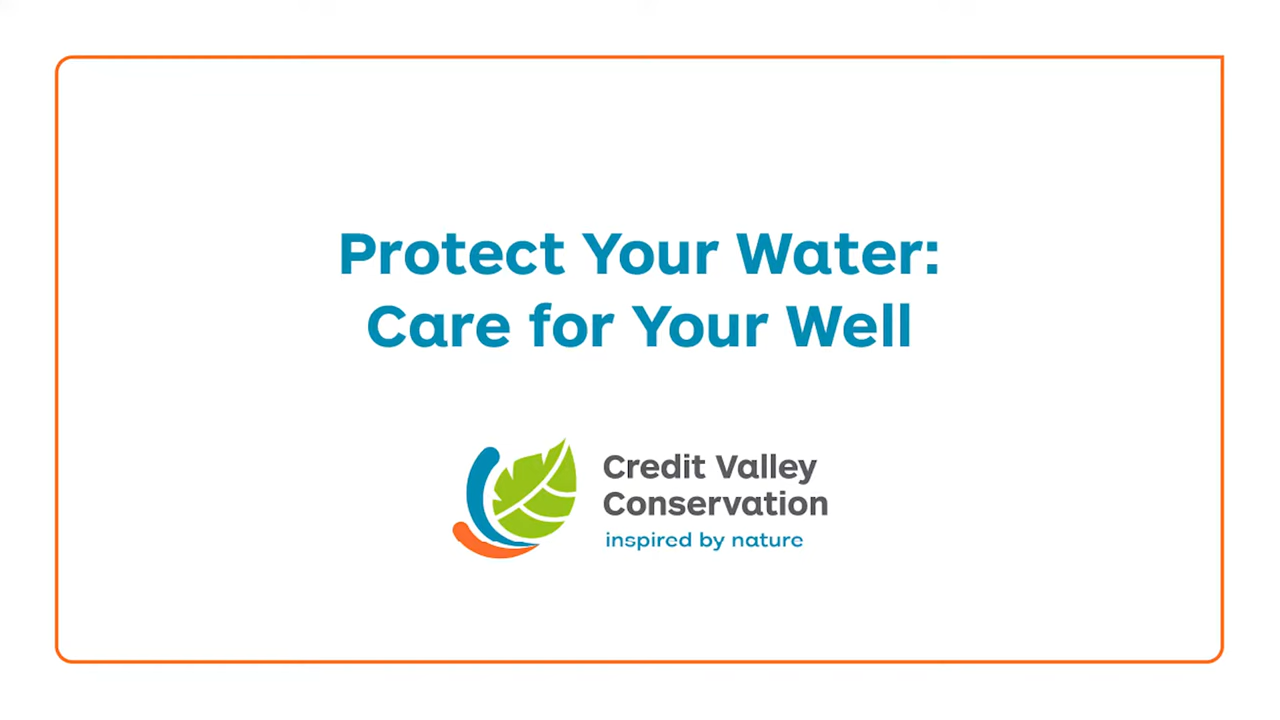 Protect Your Water:
Care for Your Well
Credit Valley
Conservation
inspired by nature